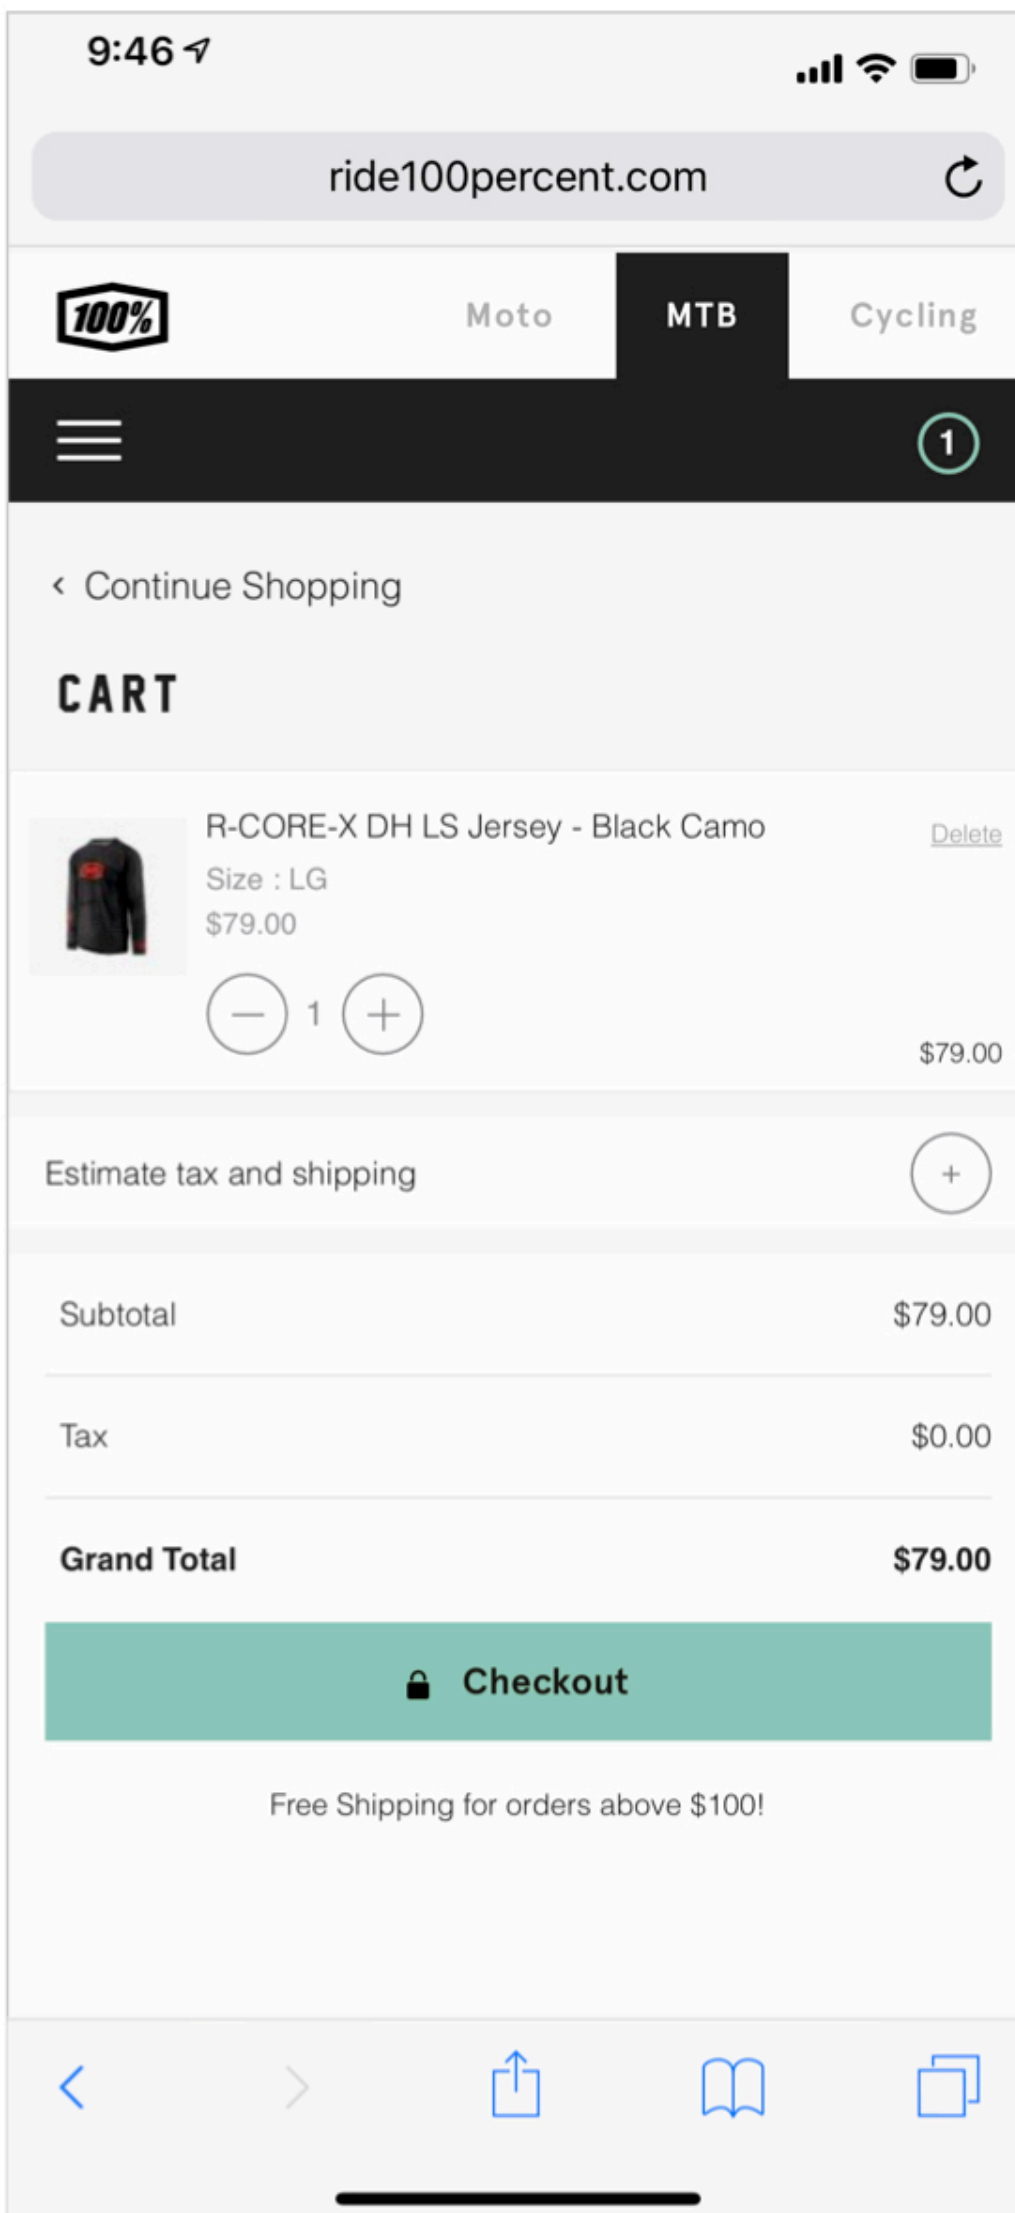 9:46
ride100percent.com
100%
Moto
MTB
Cycling
1
Continue Shopping
CART
R-CORE-X DH LS Jersey - Black Camo
Delete
Size : LG
$79.00
1
$79.00
Estimate tax and shipping
Subtotal
$79.00
Tax
$0.00
Grand Total
$79.00
Checkout
Free Shipping for orders above $100!